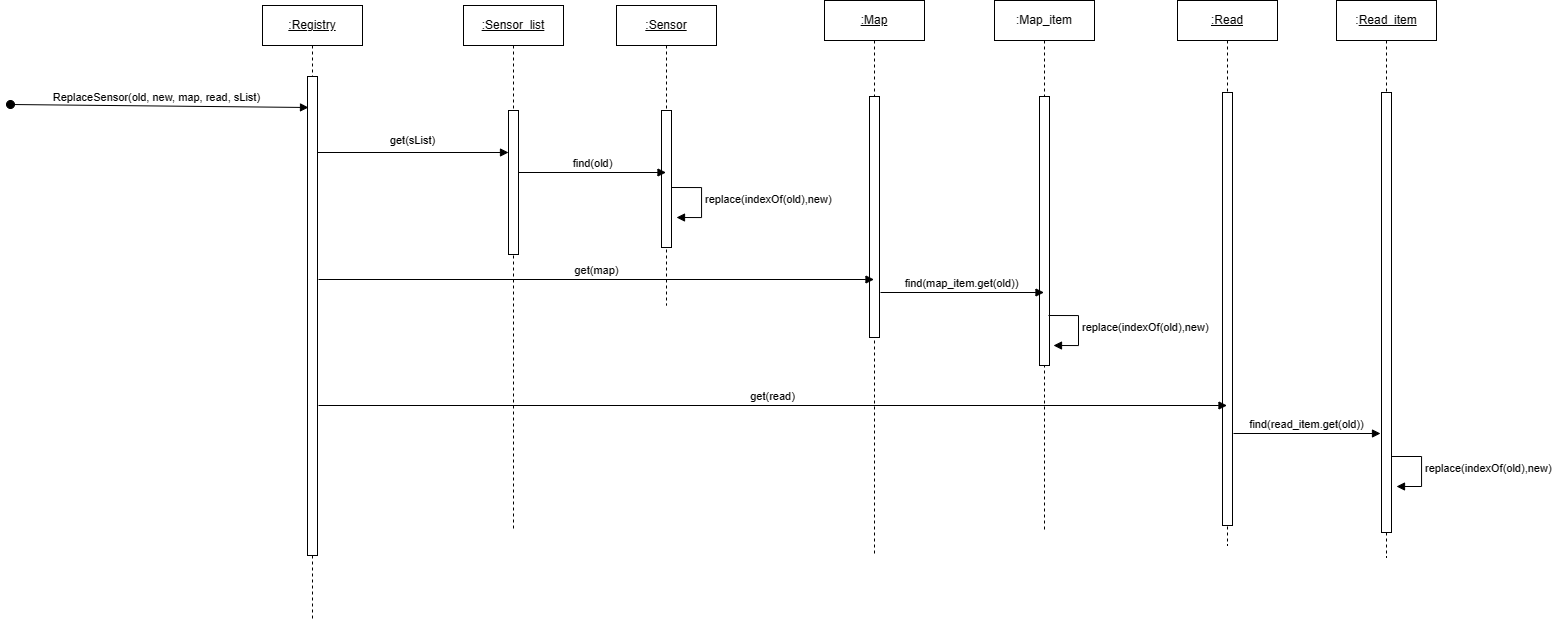 :Registry
:Sensor_list
:Sensor
:Map
:Map_item
:Read
:Read_item
ReplaceSensor(old, new, map, read, sList)
get(sList)
find(old)
replace(indexOf(old),new)
get(map)
find(map_item.get(old))
replace(indexOf(old),new)
get(read)
find(read_item.get(old))
replace(indexOf(old),new)